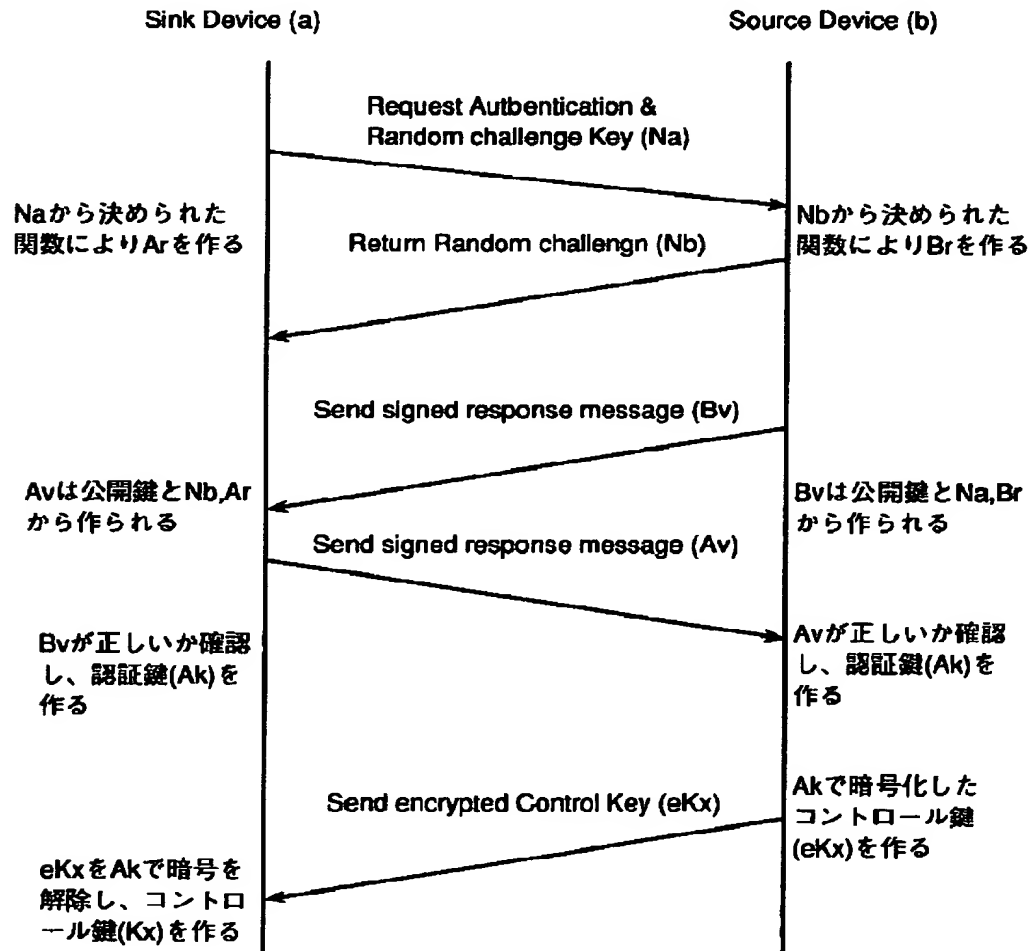 Sink Device (a)
Source Device (b)
Request Autbentication &
Random challenge Key (Na)
Naから決められた
関数によりArを作る
Nbから決められた
関数によりBrを作る
Return Random challengn (Nb)
Send signed response message (Bv)
Avは公開鍵とNb,Ar
から作られる
Bvは公開鍵とNa,Br
から作られる
Send signed response message (Av)
Bvが正しいか確認
し、認証鍵(Ak)を
作る
Avが正しいか確認
し、認証鍵(Ak)を
作る
Send encrypted Control Key (eKx)
Akで暗号化した
コントロール鍵
(eKx)を作る
eKxをAkで暗号を
解除し、コントロ
ール鍵(Kx)を作る